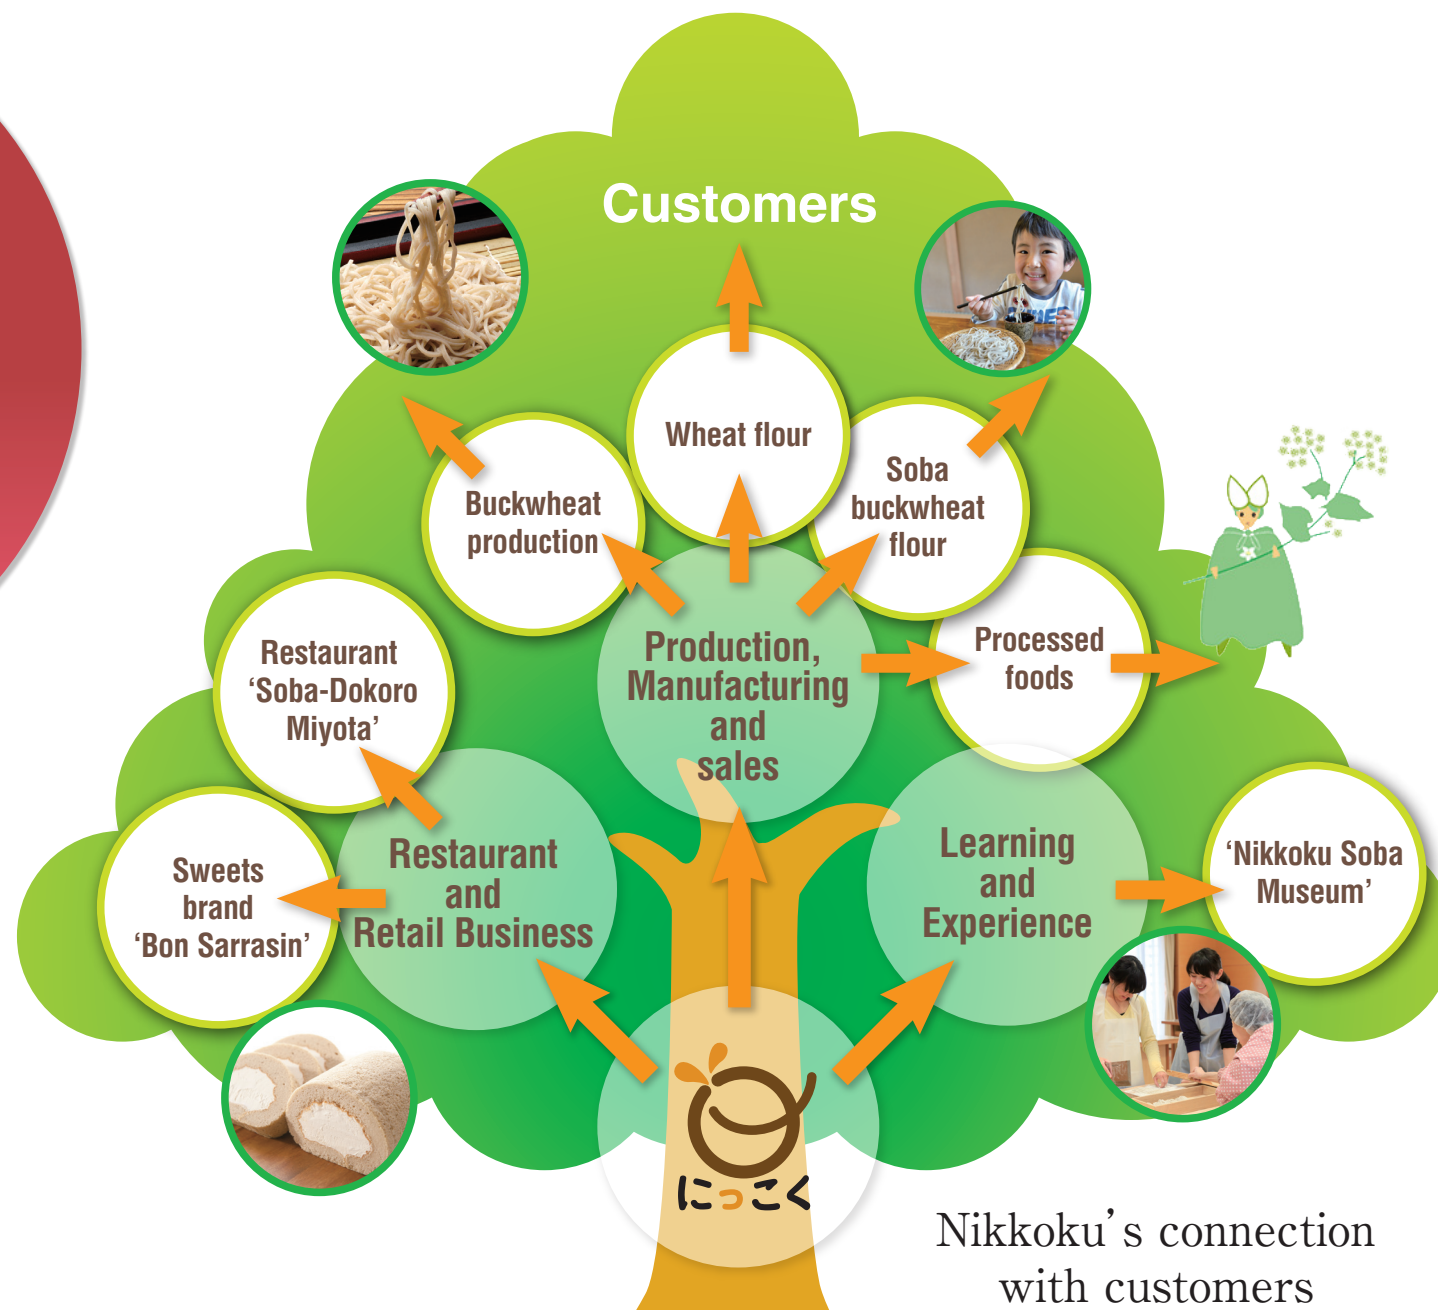 Customers
Wheat flour
Buckwheat
production
Soba
buckwheat
flour
Restaurant
‘Soba-Dokoro
Miyota’
Production,
Manufacturing
and
sales
Processed
foods
Sweets
brand
‘Bon Sarrasin’
Restaurant
and
Retail Business
Learning
and
Experience
‘Nikkoku Soba
Museum’
にっこく
Nikkoku’s connection
with customers